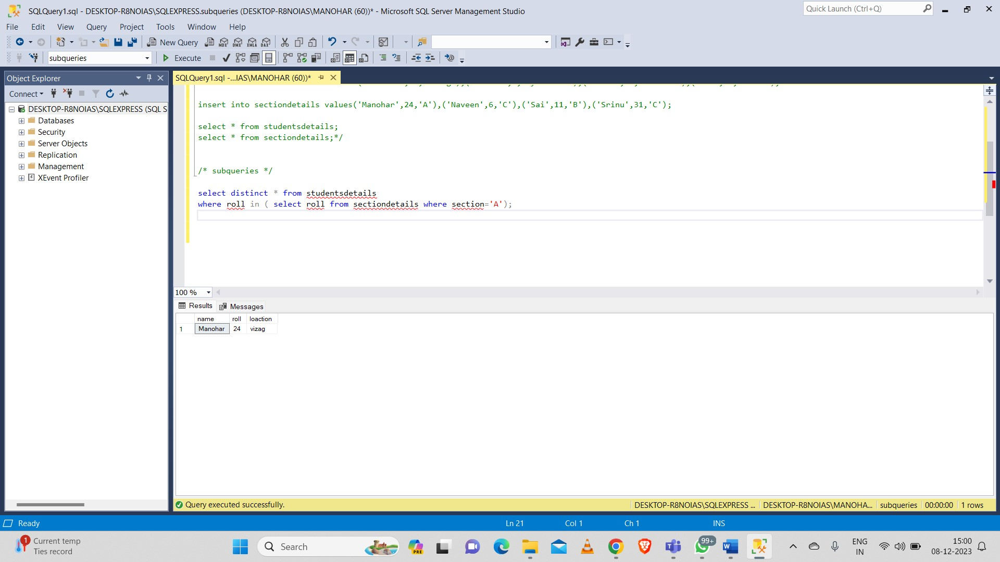 SQLQuery1.sql - DESKTOP-R8NOIAS\SQLEXPRESS.subqueries (DESKTOP-R8NOIAS\MANOHAR (60))* - Microsoft SQL Server Management Studio
Quick Launch (Ctrl+Q)
File Edit View Query Project Tools Window Help
New Query MDX DMX XMLA DAX
subqueries Execute
Object Explorer
SQLQuery1.sql -...IAS\MANOHAR (60))*
Connect
DESKTOP-R8NOIAS\SQLEXPRESS (SQL S
Databases
Security
Server Objects
Replication
Management
XEvent Profiler
insert into sectiondetails values('Manohar',24,'A'),('Naveen',6,'C'),('Sai',11,'B'),('Srinu',31,'C');
select * from studentsdetails;
select * from sectiondetails;*/
/* subqueries */
select distinct * from studentsdetails
where roll in ( select roll from sectiondetails where section='A');
100 %
Results Messages
name roll loaction
1 Manohar 24 vizag
Query executed successfully.
DESKTOP-R8NOIAS\SQLEXPRESS ... DESKTOP-R8NOIAS\MANOHA... subqueries 00:00:00 1 rows
Ready Ln 21 Col 1 Ch 1 INS
1 Current temp
Ties record
Search
PRE
99+
ENG
IN
15:00
08-12-2023